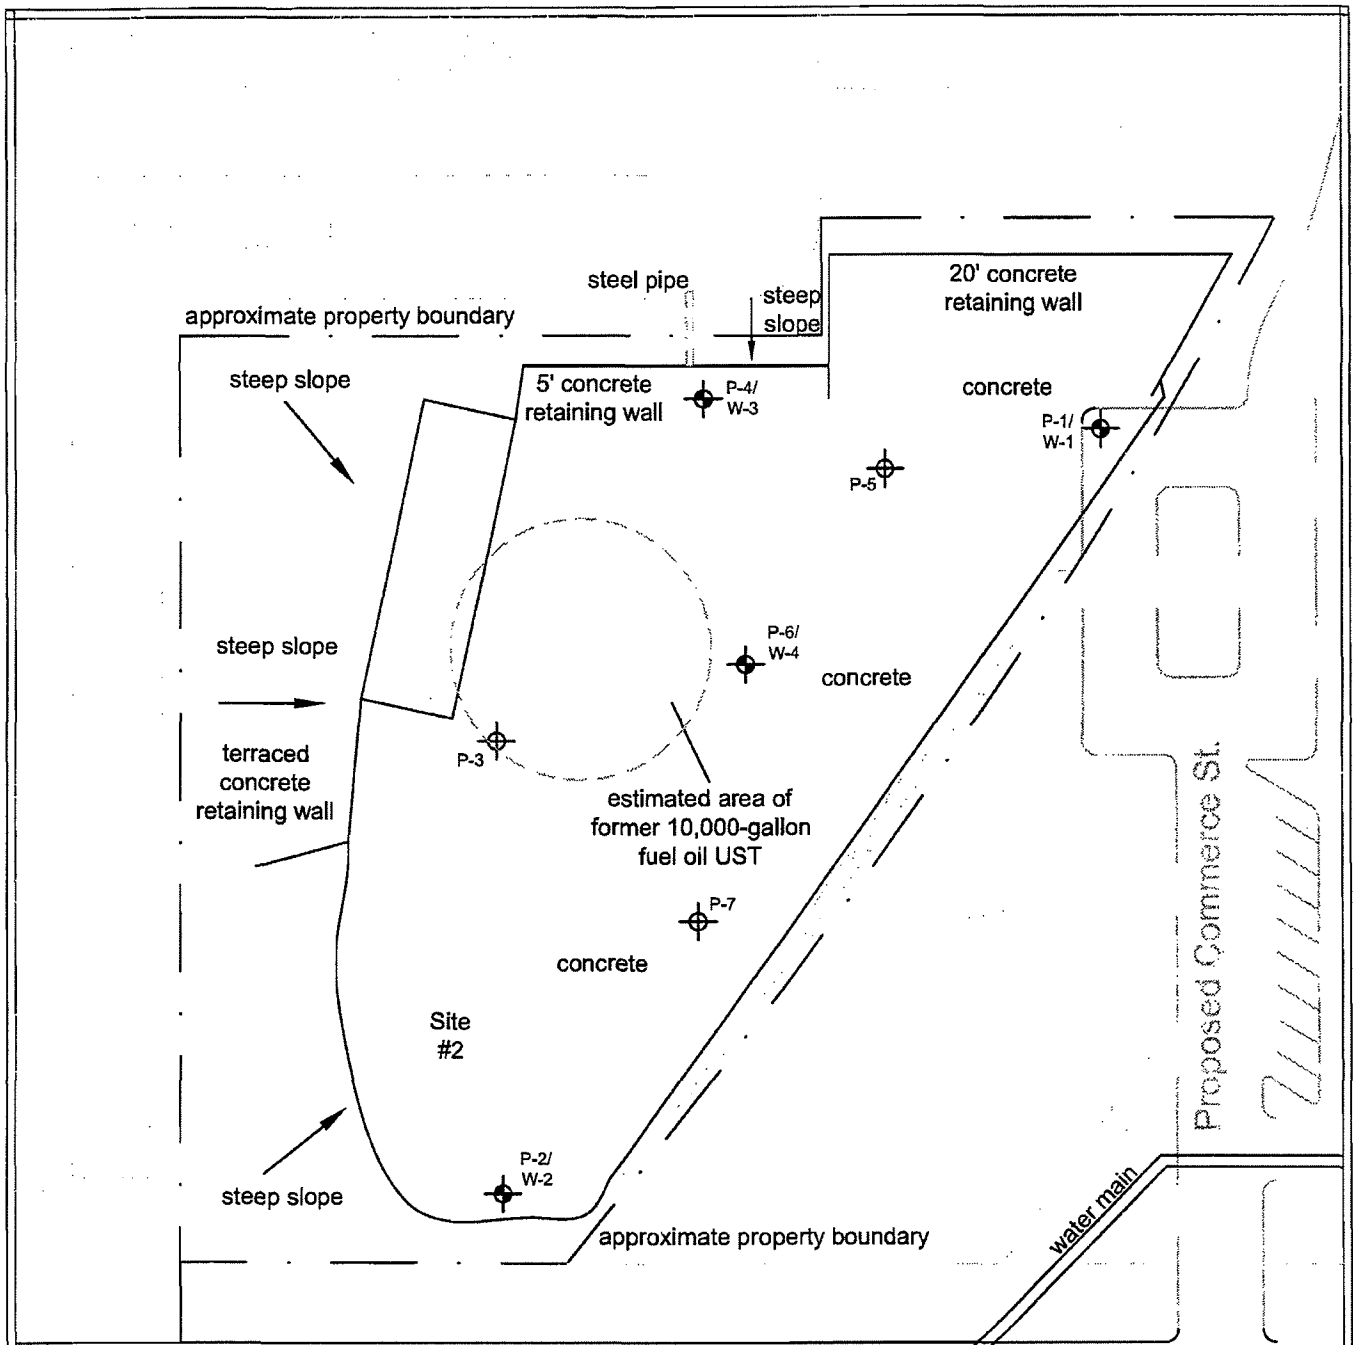 steel pipe
steep
slope
20' concrete
retaining wall
approximate property boundary
steep slope
5' concrete
retaining wall
P-4/
W-3
concrete
P-1/
W-1
P-5
steep slope
P-6/
W-4
concrete
P-3
terraced
concrete
retaining wall
estimated area of
former 10,000-gallon
fuel oil UST
Proposed Commerce St.
P-7
concrete
Site
#2
P-2/
W-2
steep slope
approximate property boundary
water main